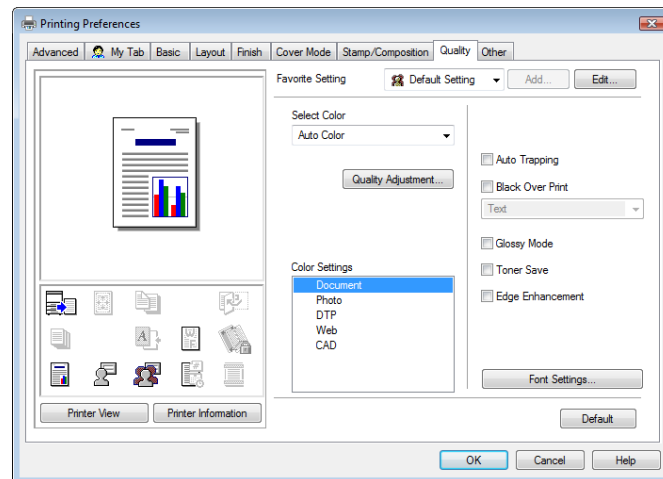 Printing Preferences
Advanced My Tab Basic Layout Finish Cover Mode Stamp/Composition Quality Other
Favorite Setting Default Setting Add... Edit...
Select Color
Auto Color
Quality Adjustment...
Auto Trapping
Black Over Print
Text
Glossy Mode
Toner Save
Edge Enhancement
Color Settings
Document
Photo
DTP
Web
CAD
Font Settings...
Printer View Printer Information
Default
OK Cancel Help